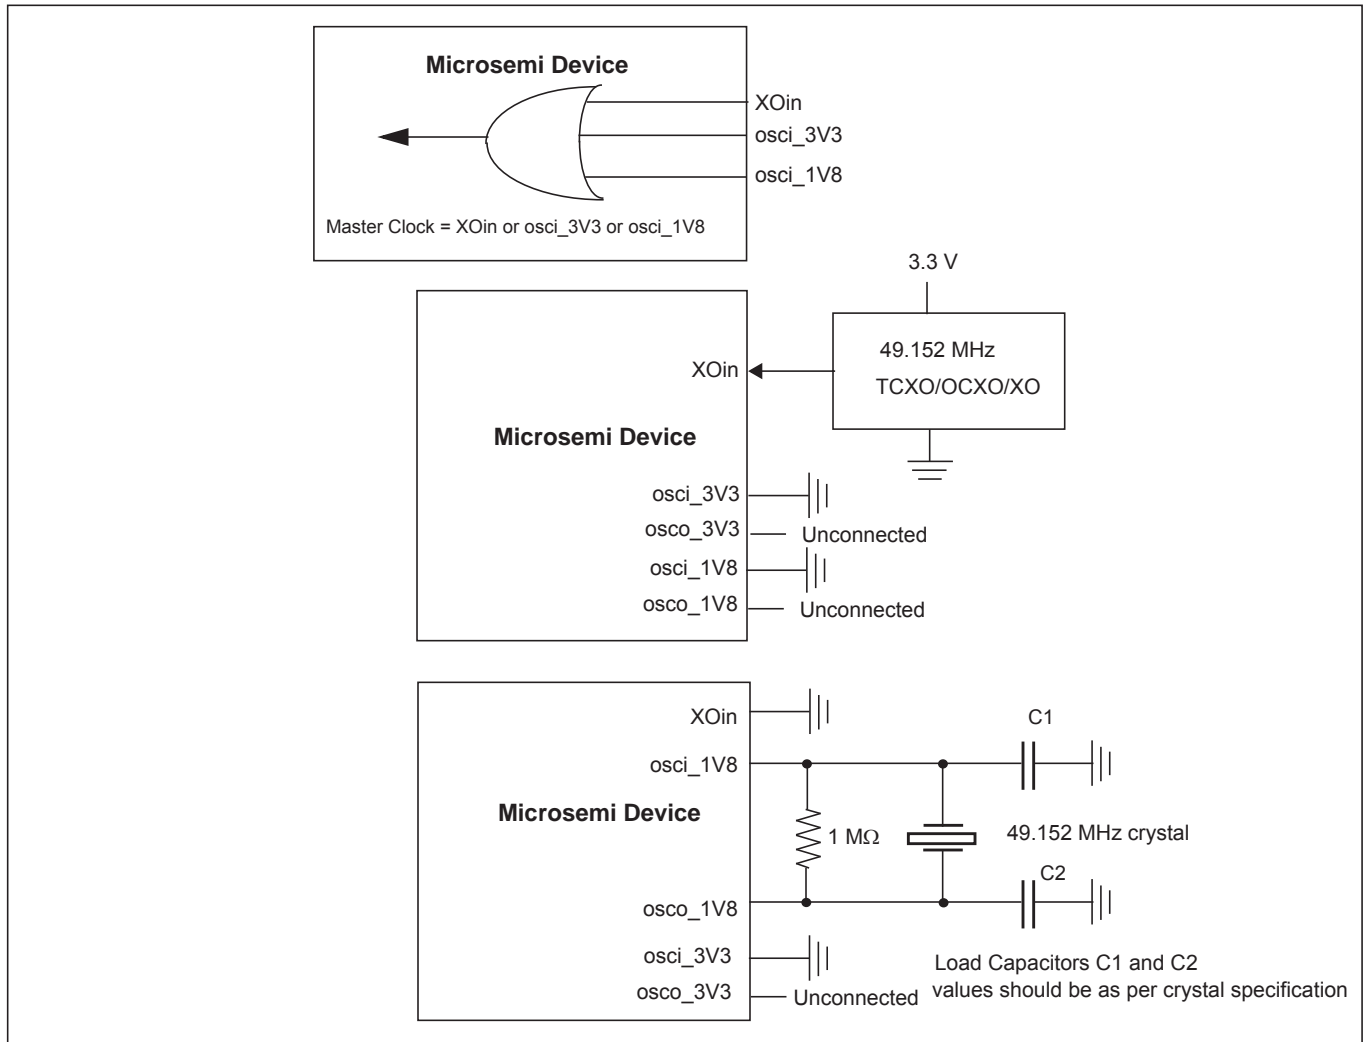 Microsemi Device
XOin
osci_3V3
osci_1V8
Master Clock = XOin or osci_3V3 or osci_1V8
3.3 V
49.152 MHz
TCXO/OCXO/XO
XOin
Microsemi Device
osci_3V3
osco_3V3
Unconnected
osci_1V8
osco_1V8
Unconnected
XOin
C1
osci_1V8
Microsemi Device
1 MΩ
49.152 MHz crystal
C2
osco_1V8
osci_3V3
osco_3V3
Unconnected
Load Capacitors C1 and C2
values should be as per crystal specification